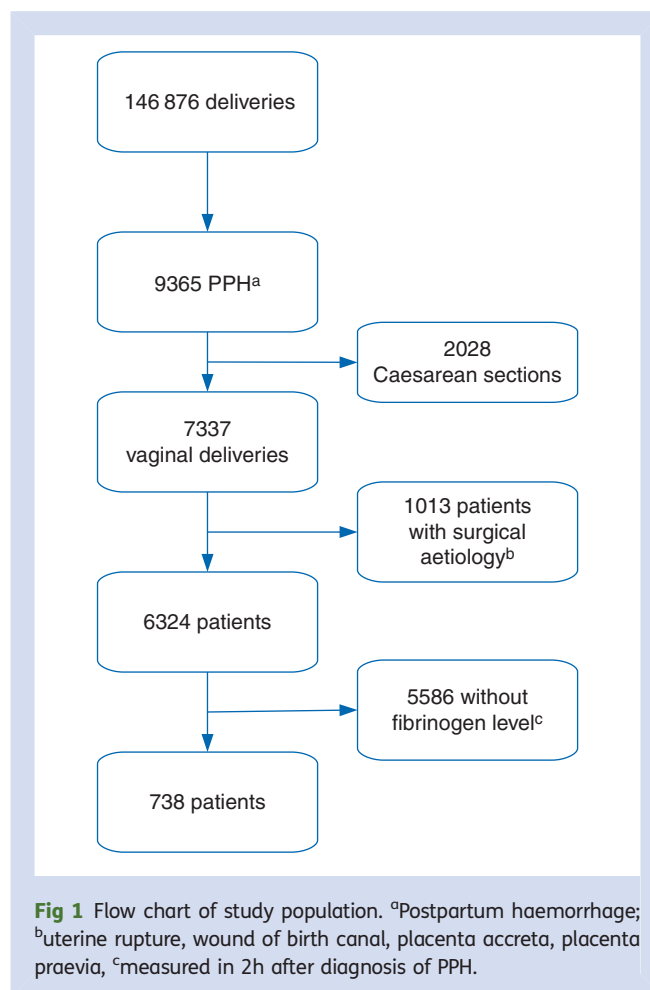 146 876 deliveries
9365 PPHᵃ
2028
Caesarean sections
7337
vaginal deliveries
1013 patients
with surgical
aetiologyᵇ
6324 patients
5586 without
fibrinogen levelᶜ
738 patients
Fig 1 Flow chart of study population. ᵃPostpartum haemorrhage;
ᵇuterine rupture, wound of birth canal, placenta accreta, placenta
praevia, ᶜmeasured in 2h after diagnosis of PPH.